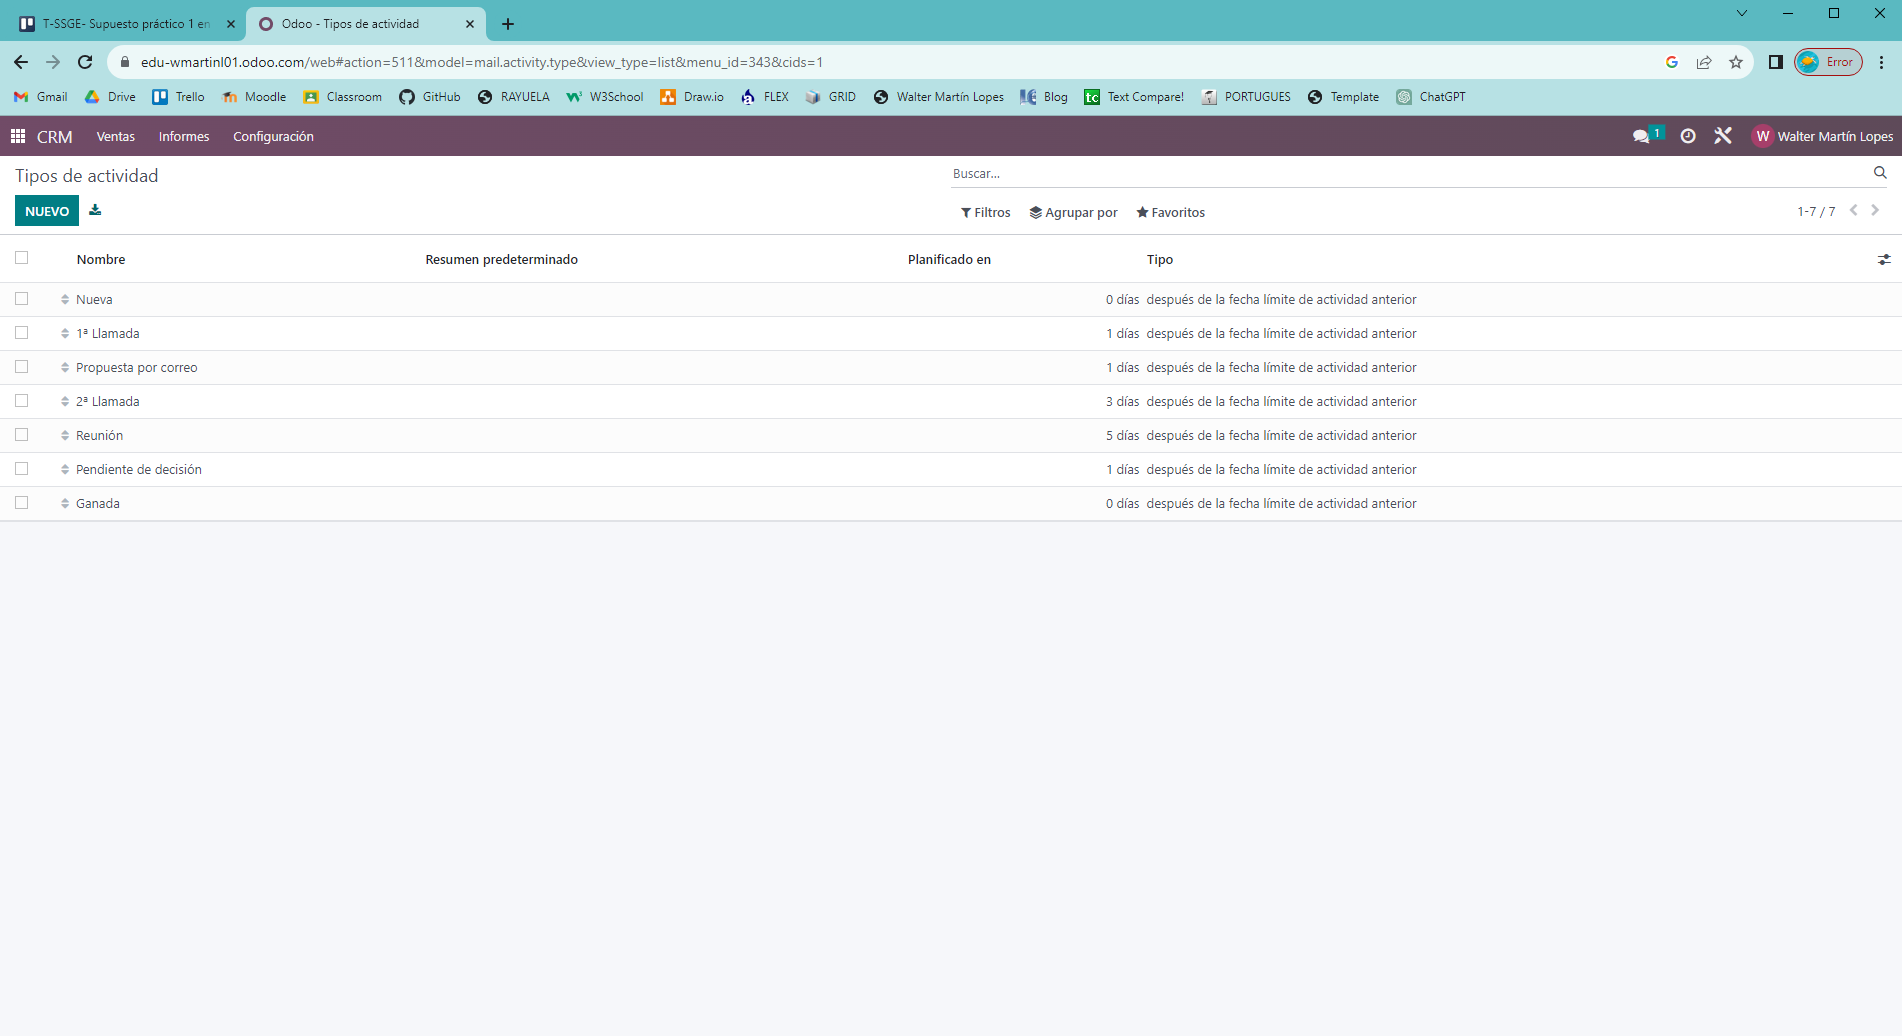 T-SSGE- Supuesto práctico 1 en
Odoo - Tipos de actividad
edu-wmartinl01.odoo.com/web#action=511&model=mail.activity.type&view_type=list&menu_id=343&cids=1
Error
Gmail Drive Trello Moodle Classroom GitHub RAYUELA W3School Draw.io FLEX GRID Walter Martín Lopes Blog Text Compare! PORTUGUES Template ChatGPT
CRM Ventas Informes Configuración 1 W Walter Martín Lopes
Tipos de actividad
Buscar...
NUEVO
Filtros Agrupar por Favoritos 1-7 / 7
Nombre Resumen predeterminado Planificado en Tipo
Nueva 0 días después de la fecha límite de actividad anterior
1ª Llamada 1 días después de la fecha límite de actividad anterior
Propuesta por correo 1 días después de la fecha límite de actividad anterior
2ª Llamada 3 días después de la fecha límite de actividad anterior
Reunión 5 días después de la fecha límite de actividad anterior
Pendiente de decisión 1 días después de la fecha límite de actividad anterior
Ganada 0 días después de la fecha límite de actividad anterior